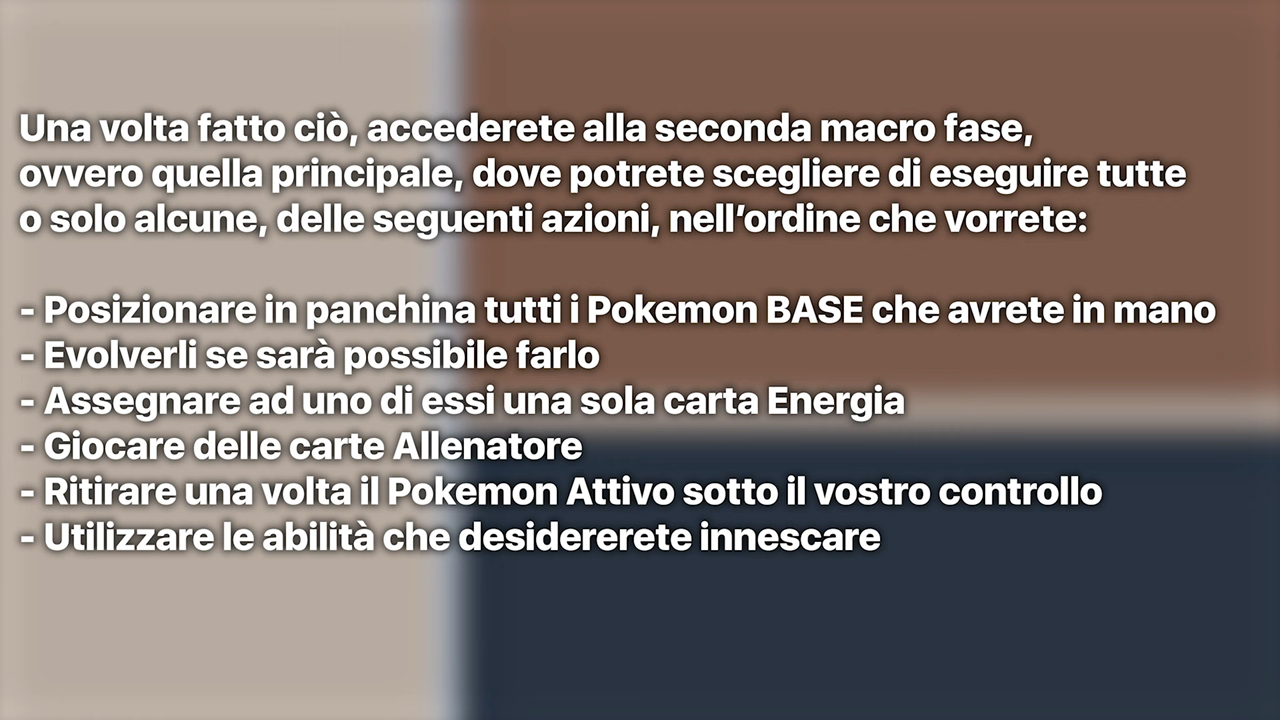 Una volta fatto ciò, accederete alla seconda macro fase,
ovvero quella principale, dove potrete scegliere di eseguire tutte
o solo alcune, delle seguenti azioni, nell’ordine che vorrete:
- Posizionare in panchina tutti i Pokemon BASE che avrete in mano
- Evolverli se sarà possibile farlo
- Assegnare ad uno di essi una sola carta Energia
- Giocare delle carte Allenatore
- Ritirare una volta il Pokemon Attivo sotto il vostro controllo
- Utilizzare le abilità che desidererete innescare